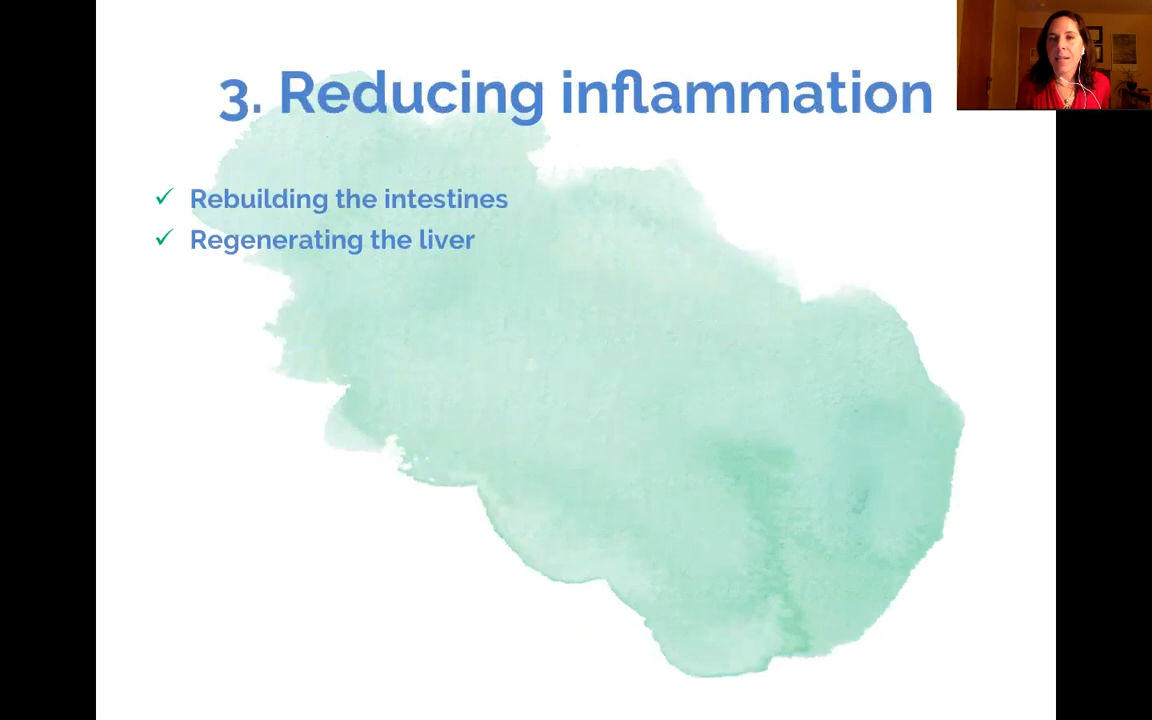 3. Reducing inflammation
✓ Rebuilding the intestines
✓ Regenerating the liver